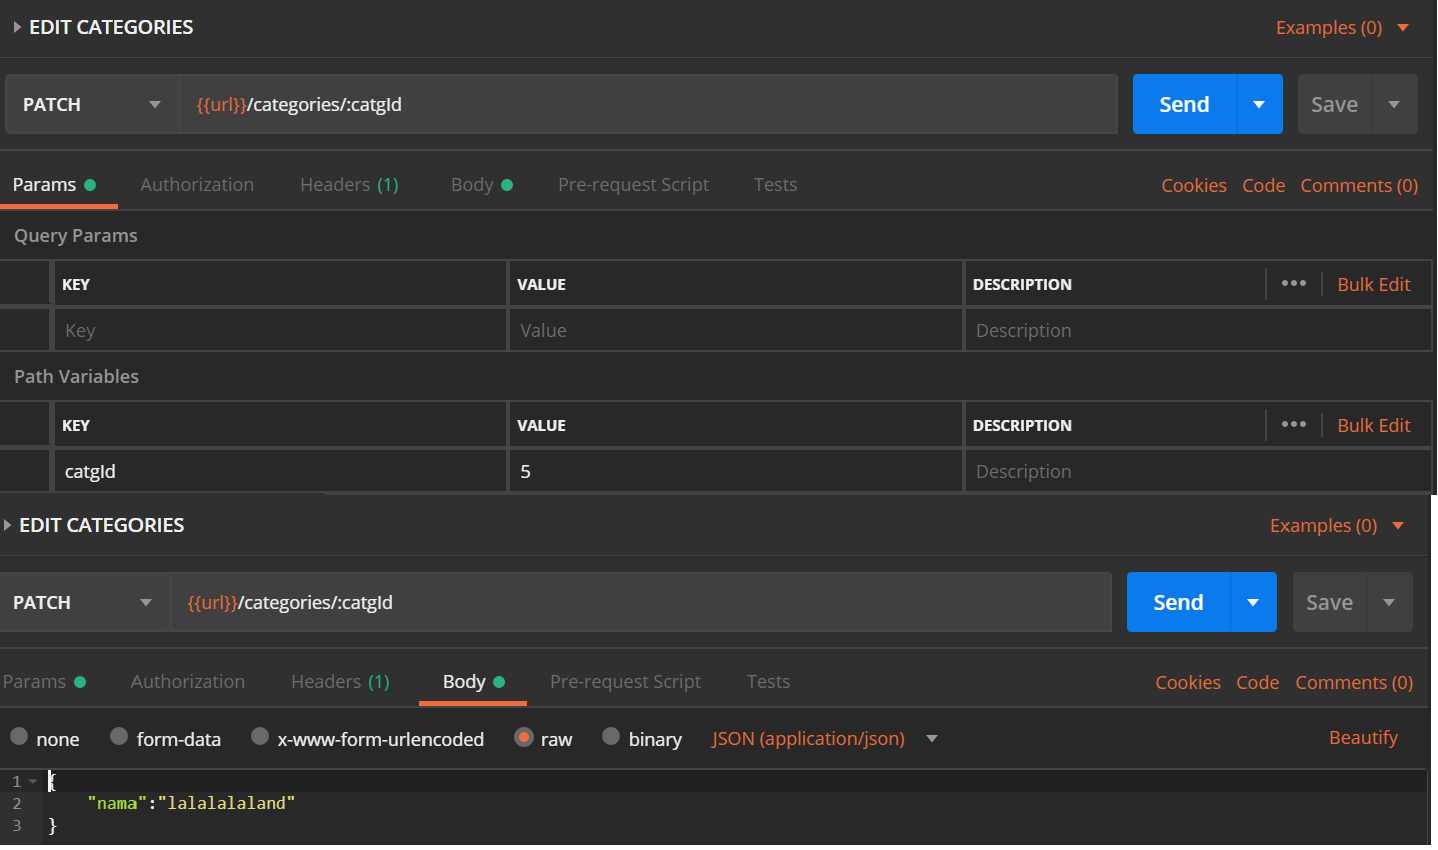 EDIT CATEGORIES Examples (0)
PATCH {{url}}/categories/:catgId Send Save
Params Authorization Headers (1) Body Pre-request Script Tests Cookies Code Comments (0)
Query Params
KEY VALUE DESCRIPTION ••• Bulk Edit
Key Value Description
Path Variables
KEY VALUE DESCRIPTION ••• Bulk Edit
catgId 5 Description
EDIT CATEGORIES Examples (0)
PATCH {{url}}/categories/:catgId Send Save
Params Authorization Headers (1) Body Pre-request Script Tests Cookies Code Comments (0)
none form-data x-www-form-urlencoded raw binary JSON (application/json) Beautify
1 {
2 "nama":"lalalalaland"
3 }